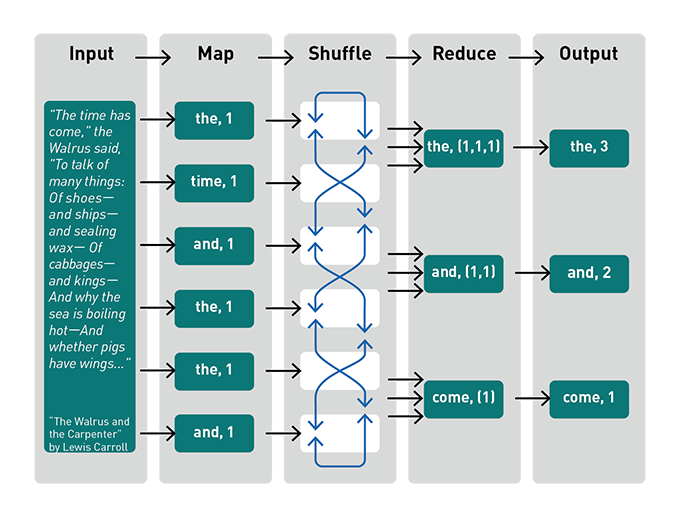 Input
Map
Shuffle
Reduce
Output
"The time has
come," the
Walrus said,
"To talk of
many things:
Of shoes—
and ships—
and sealing
wax— Of
cabbages—
and kings—
And why the
sea is boiling
hot—And
whether pigs
have wings..."
"The Walrus and
the Carpenter"
by Lewis Carroll
the, 1
time, 1
and, 1
the, 1
the, 1
and, 1
the, (1,1,1)
and, (1,1)
come, (1)
the, 3
and, 2
come, 1